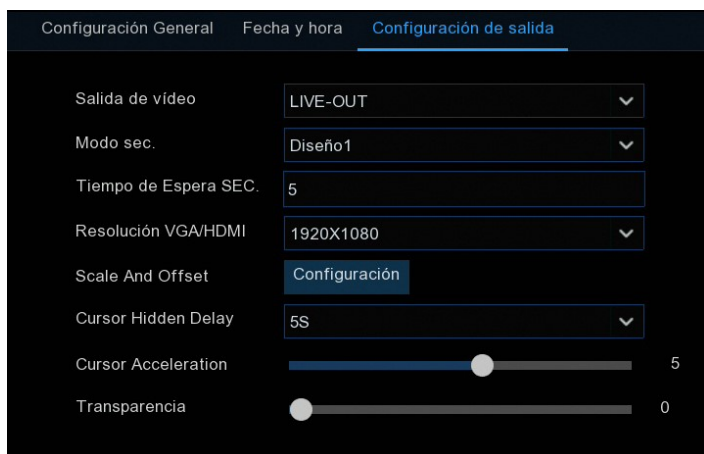 Configuración General Fecha y hora Configuración de salida
Salida de vídeo LIVE-OUT
Modo sec. Diseño1
Tiempo de Espera SEC. 5
Resolución VGA/HDMI 1920X1080
Scale And Offset Configuración
Cursor Hidden Delay 5S
Cursor Acceleration 5
Transparencia 0